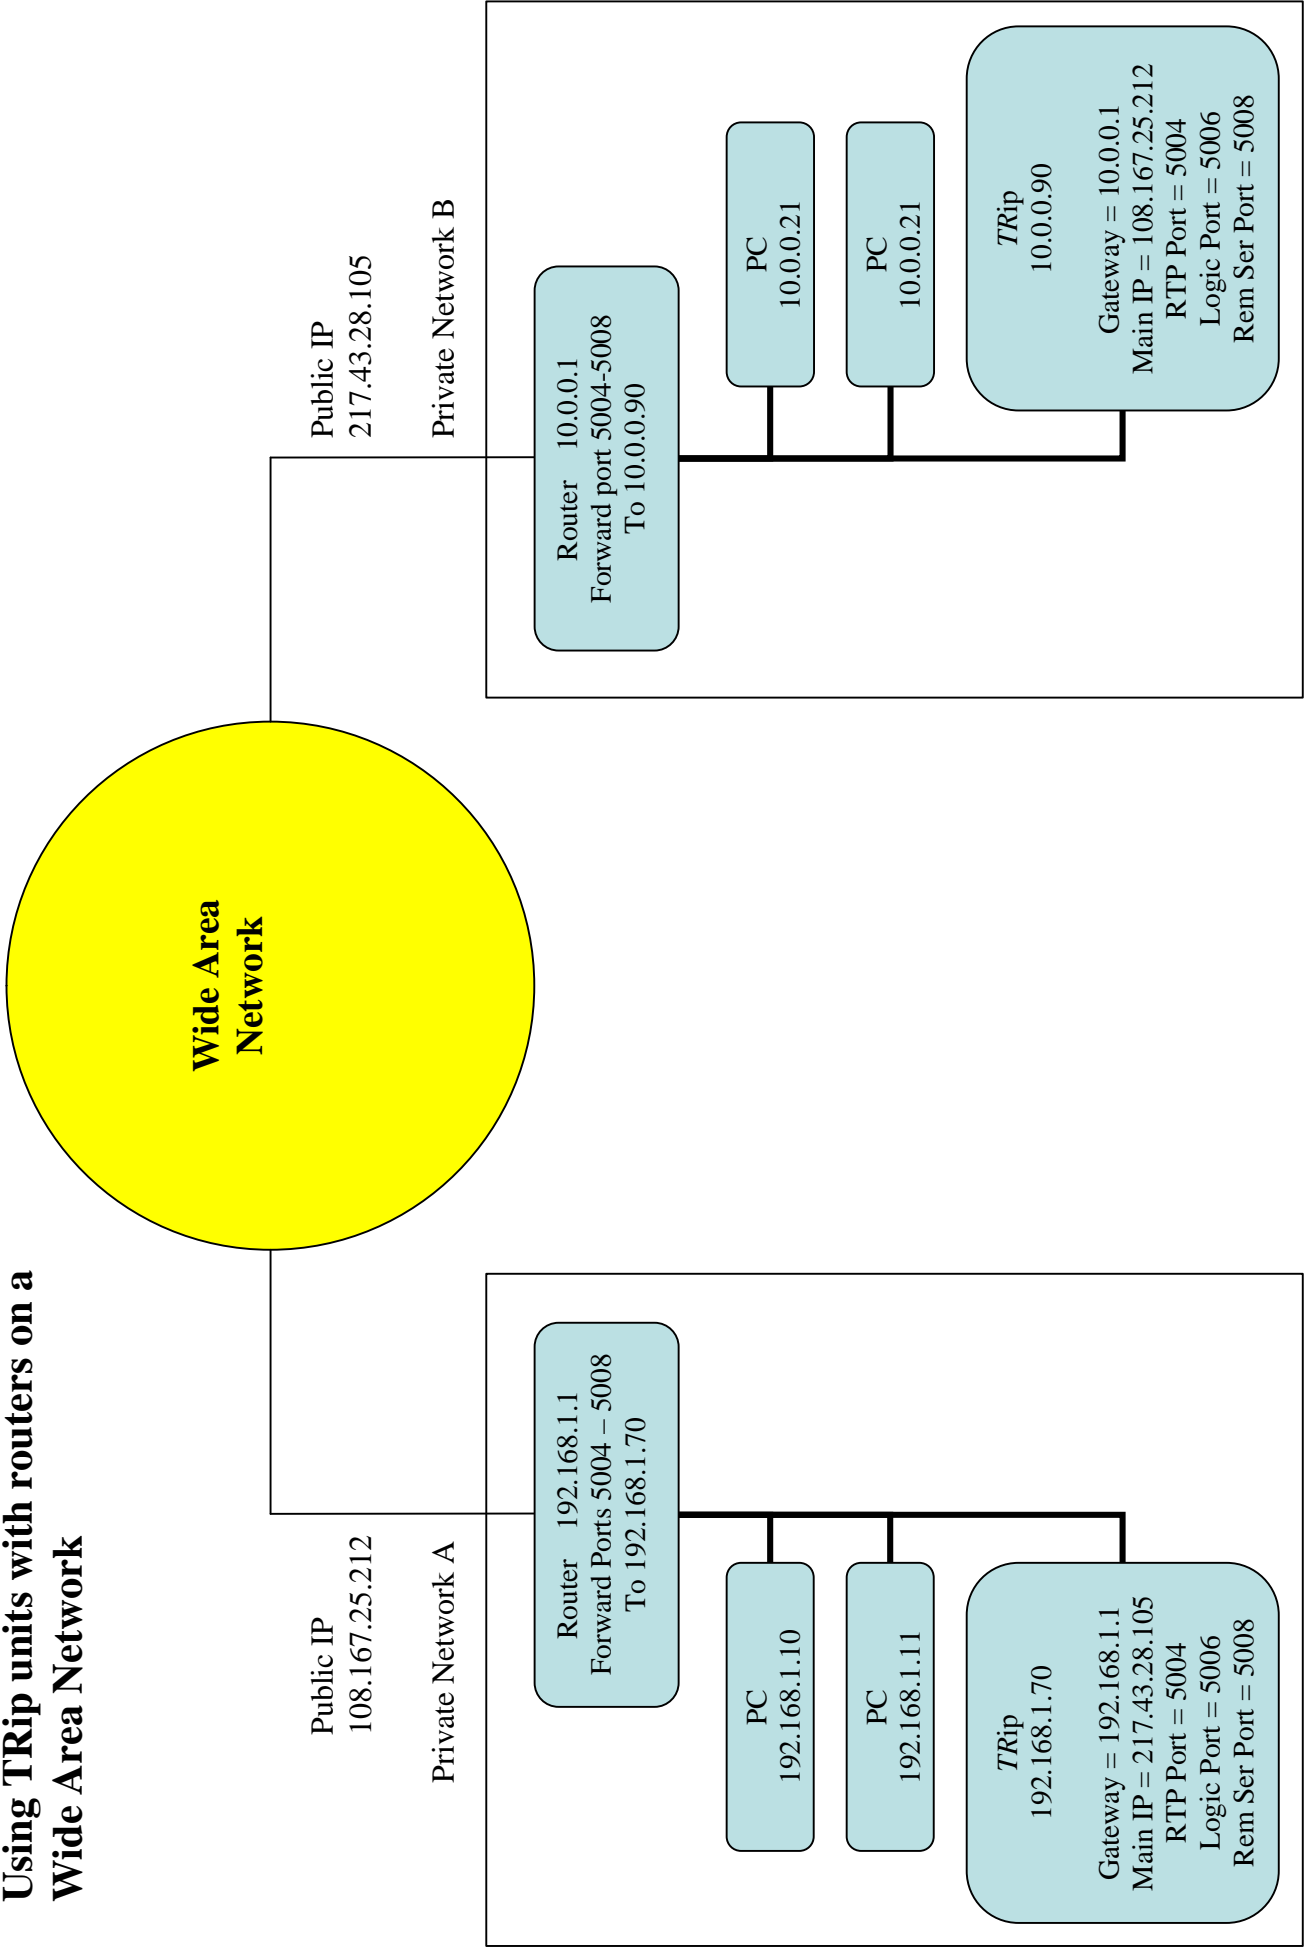 Using TRip units with routers on a
Wide Area Network
Wide Area
Network
Public IP
108.167.25.212
Private Network A
Router 192.168.1.1
Forward Ports 5004 – 5008
To 192.168.1.70
PC
192.168.1.10
PC
192.168.1.11
TRip
192.168.1.70
Gateway = 192.168.1.1
Main IP = 217.43.28.105
RTP Port = 5004
Logic Port = 5006
Rem Ser Port = 5008
Public IP
217.43.28.105
Private Network B
Router 10.0.0.1
Forward port 5004-5008
To 10.0.0.90
PC
10.0.0.21
PC
10.0.0.21
TRip
10.0.0.90
Gateway = 10.0.0.1
Main IP = 108.167.25.212
RTP Port = 5004
Logic Port = 5006
Rem Ser Port = 5008